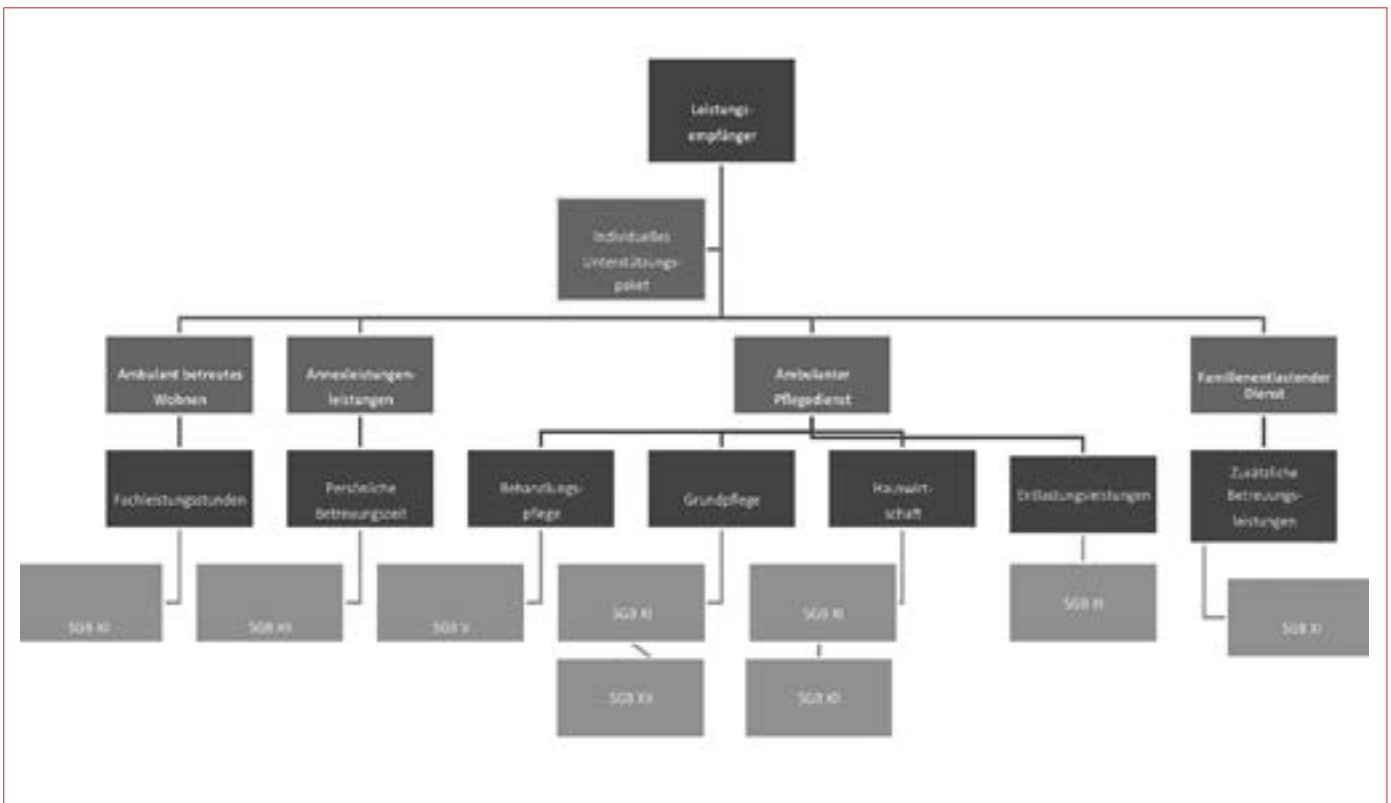 Leistungs-
empfänger
Individuelles
Unterstützungs-
paket
Ambulant betreutes
Wohnen
Annexleistungen-
leistungen
Ambulanter
Pflegedienst
Familienentlastender
Dienst
Fachleistungsstunden
Persönliche
Betreuungszeit
Behandlungs-
pflege
Grundpflege
Hauswirt-
schaft
Entlastungsleistungen
Zusätzliche
Betreuungs-
leistungen
SGB
SGB XII
SGB V
SGB XI
SGB XI
SGB XI
SGB XI
SGB XII
SGB XII